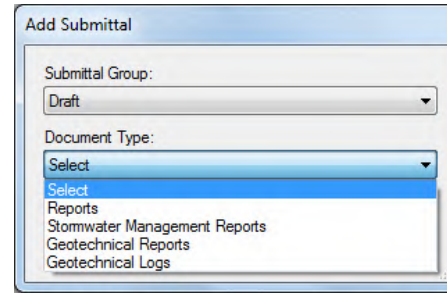 Add Submittal
Submittal Group:
Draft
Document Type:
Select
Select
Reports
Stormwater Management Reports
Geotechnical Reports
Geotechnical Logs